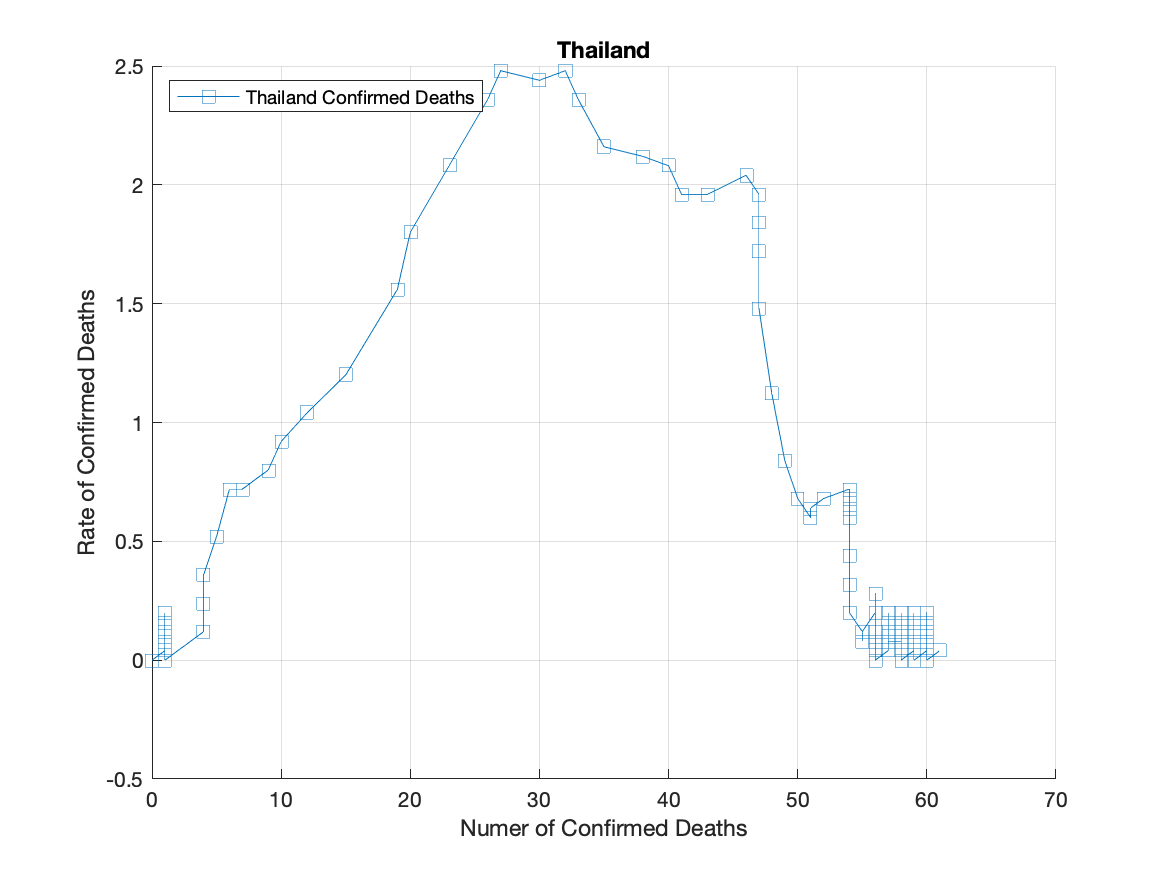 Thailand
Thailand Confirmed Deaths
2.5
2
1.5
1
0.5
0
-0.5
Rate of Confirmed Deaths
0 10 20 30 40 50 60 70
Numer of Confirmed Deaths